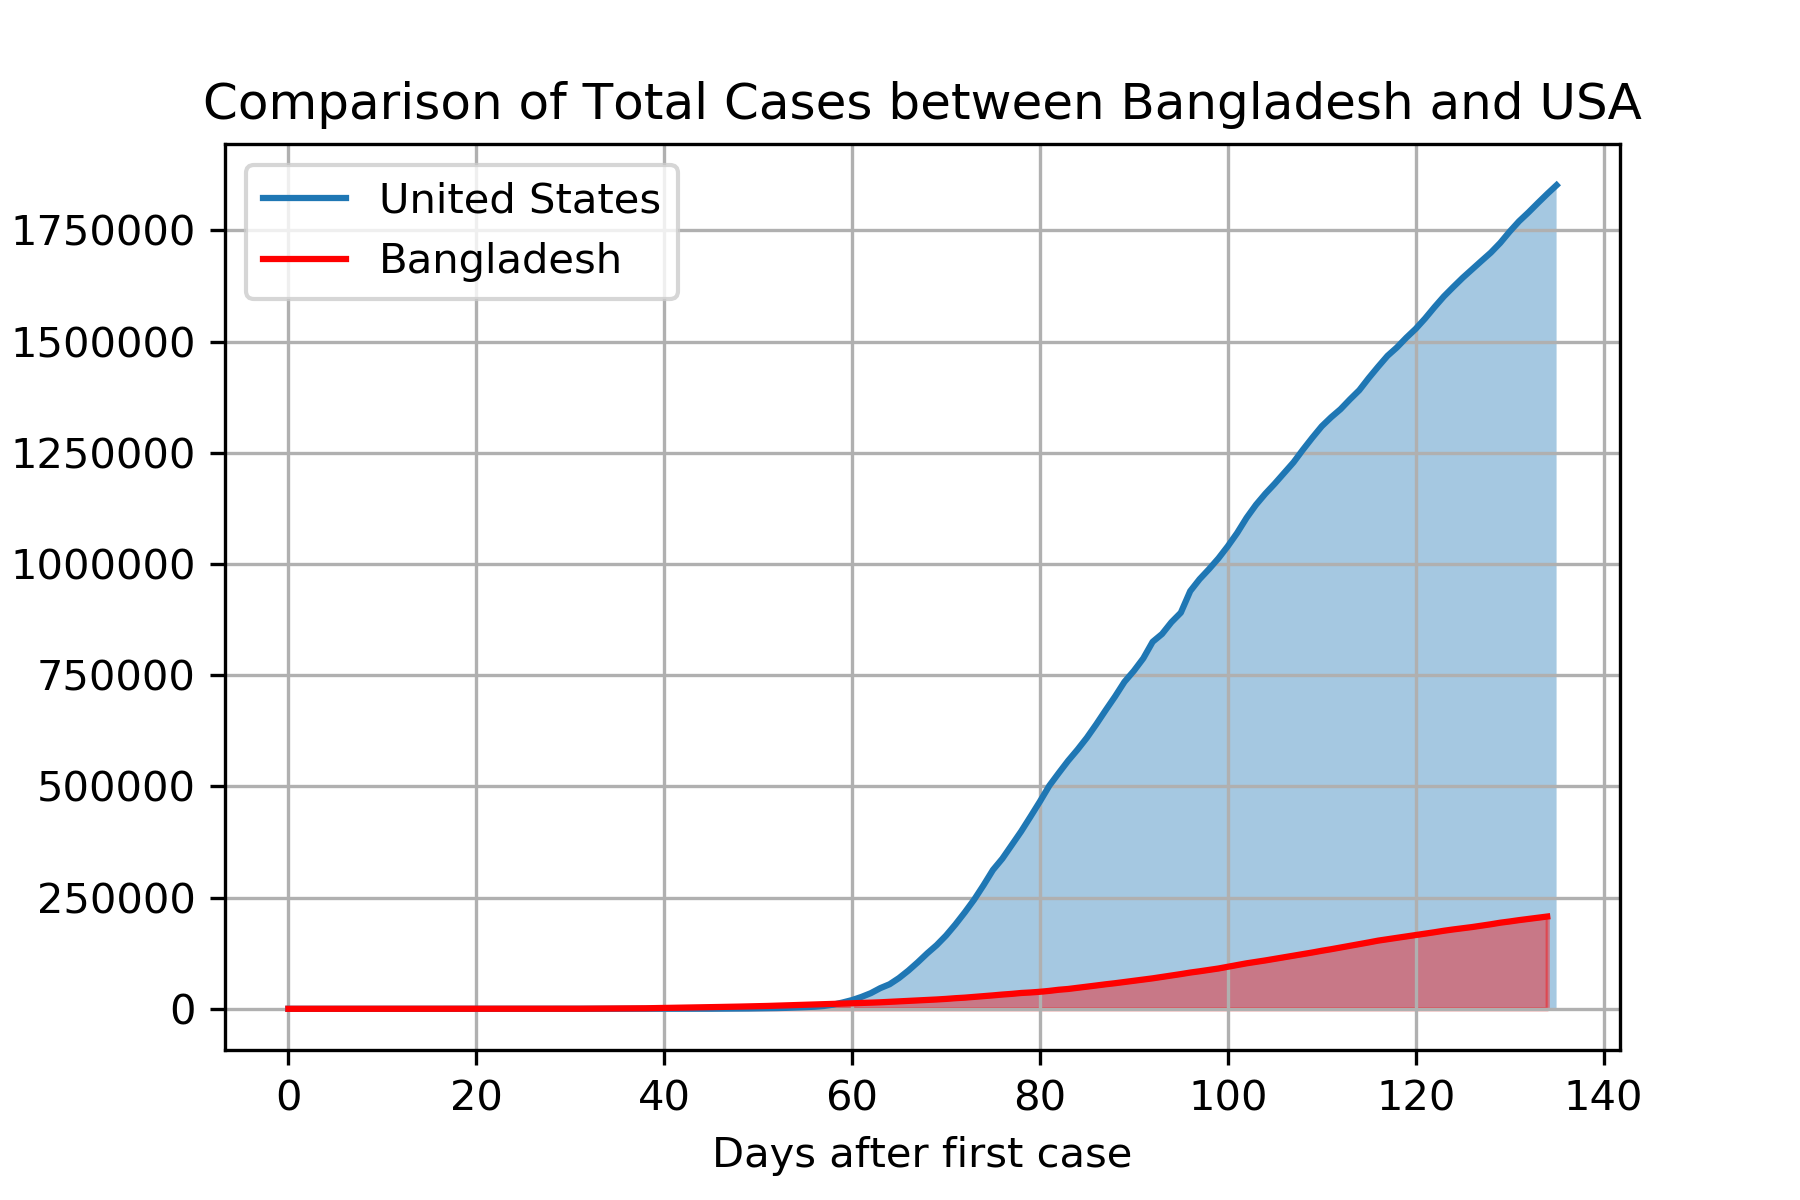 Comparison of Total Cases between Bangladesh and USA
United States
Bangladesh
1750000
1500000
1250000
1000000
750000
500000
250000
0
0 20 40 60 80 100 120 140
Days after first case